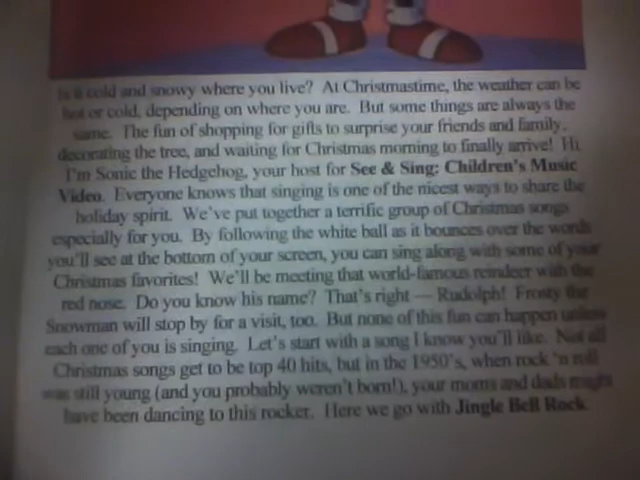 Is it cold and snowy where you live? At Christmastime, the weather can be
hot or cold, depending on where you are. But some things are always the
same. The fun of shopping for gifts to surprise your friends and family,
decorating the tree, and waiting for Christmas morning to finally arrive! Hi
I'm Sonic the Hedgehog, your host for See & Sing: Children's Music
Video. Everyone knows that singing is one of the nicest ways to share the
holiday spirit. We've put together a terrific group of Christmas songs
especially for you. By following the white ball as it bounces over the words
you'll see at the bottom of your screen, you can sing along with some of your
Christmas favorites! We'll be meeting that world-famous reindeer with the
red nose. Do you know his name? That's right — Rudolph! Frosty the
Snowman will stop by for a visit, too. But none of this fun can happen unless
each one of you is singing. Let's start with a song I know you'll like. Not all
Christmas songs get to be top 40 hits, but in the 1950's, when rock 'n roll
was still young (and you probably weren't born!), your moms and dads might
have been dancing to this rocker. Here we go with Jingle Bell Rock.